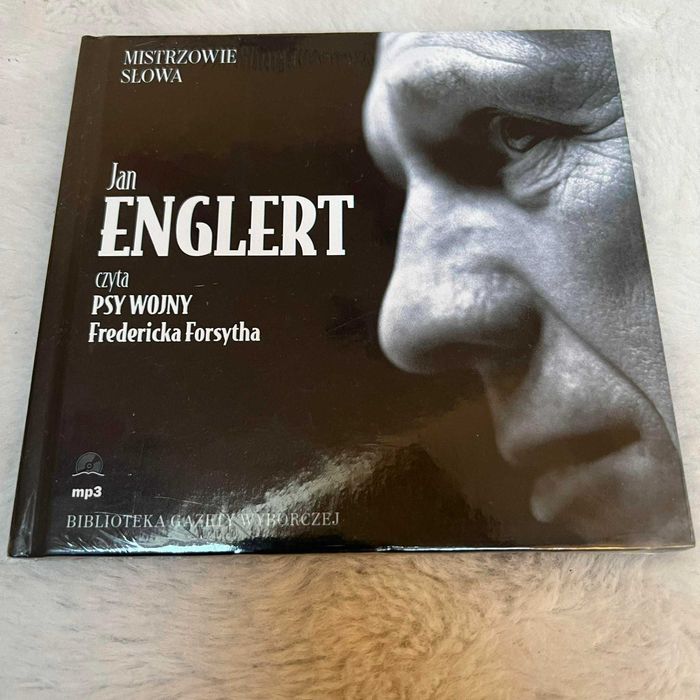 MISTRZOWIE
SŁOWA
Jan
ENGLERT
czyta
PSY WOJNY
Fredericka Forsytha
mp3
BIBLIOTEKA GAZETY WYBORCZEJ